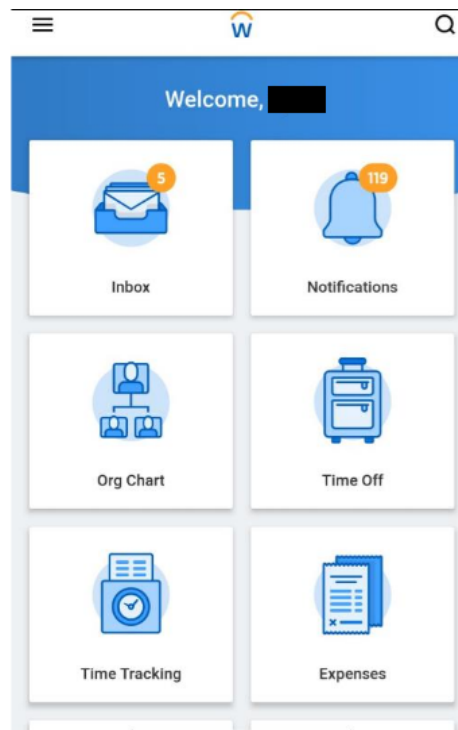 W
Welcome,
5
119
Inbox
Notifications
Org Chart
Time Off
Time Tracking
Expenses